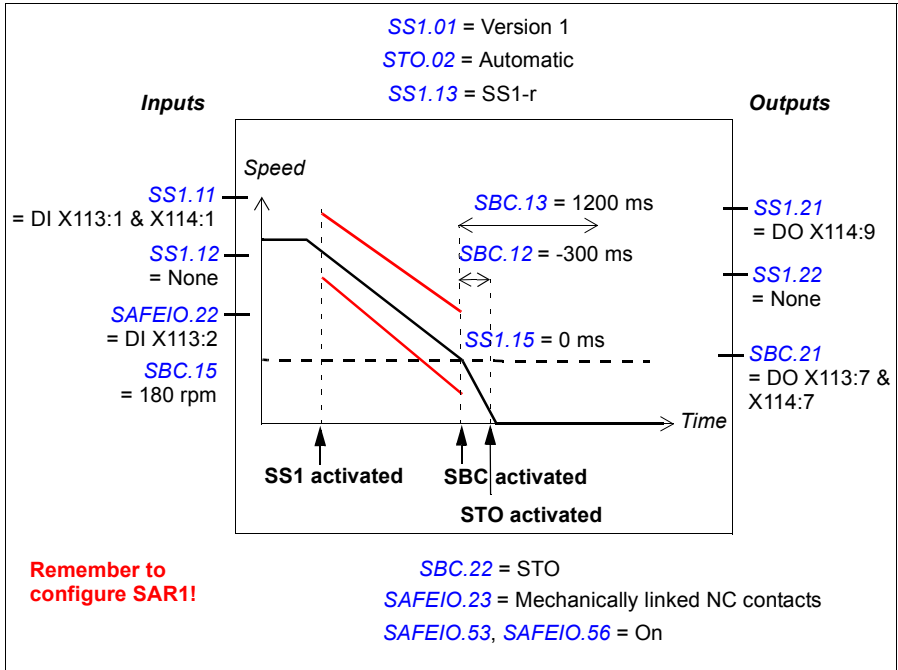 SS1.01 = Version 1
STO.02 = Automatic
SS1.13 = SS1-r
Inputs
Outputs
Speed
SS1.11
= DI X113:1 & X114:1
SS1.12
= None
SAFEIO.22
= DI X113:2
SBC.15
= 180 rpm
SBC.13 = 1200 ms
SBC.12 = -300 ms
SS1.15 = 0 ms
SS1.21
= DO X114:9
SS1.22
= None
SBC.21
= DO X113:7 &
X114:7
Time
SS1 activated
SBC activated
STO activated
Remember to
configure SAR1!
SBC.22 = STO
SAFEIO.23 = Mechanically linked NC contacts
SAFEIO.53, SAFEIO.56 = On